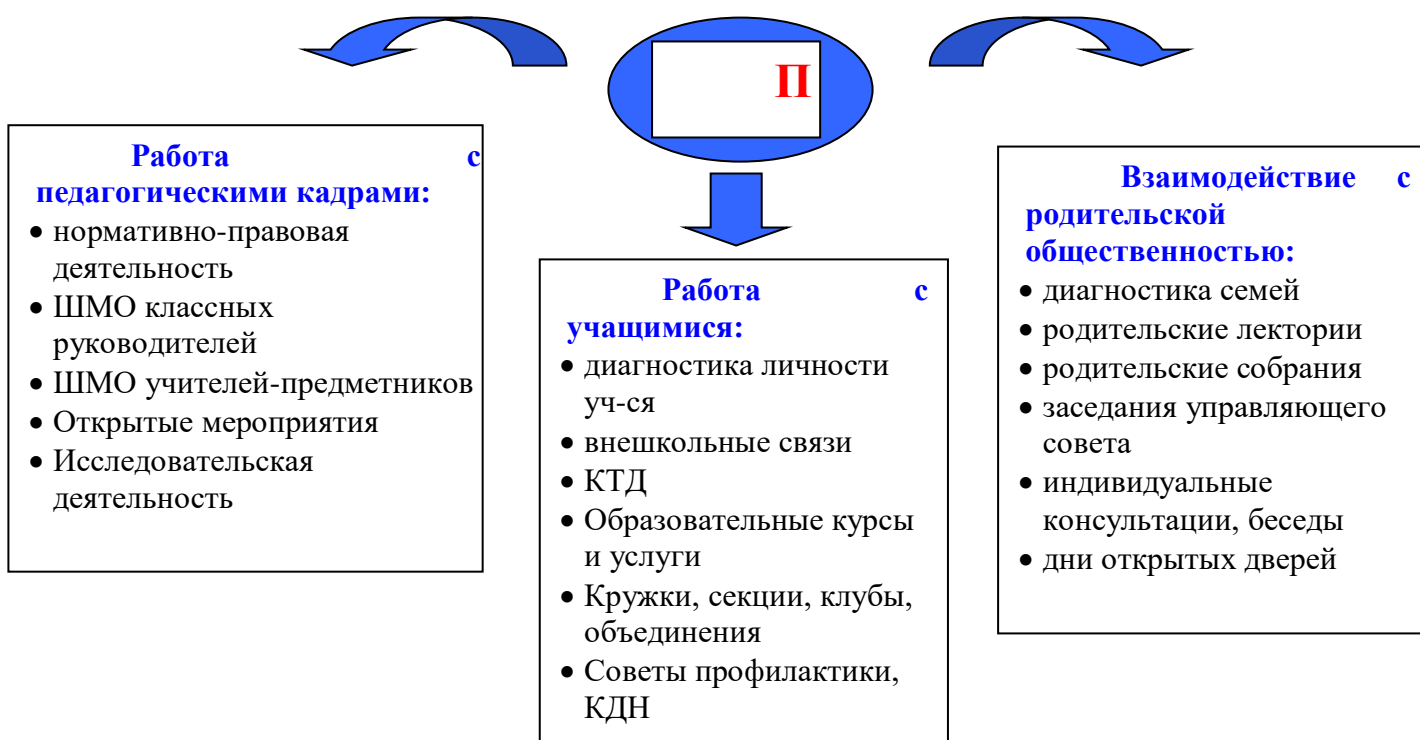 П
Работа с
педагогическими кадрами:
• нормативно-правовая
деятельность
• ШМО классных
руководителей
• ШМО учителей-предметников
• Открытые мероприятия
• Исследовательская
деятельность
Работа с
учащимися:
• диагностика личности
уч-ся
• внешкольные связи
• КТД
• Образовательные курсы
и услуги
• Кружки, секции, клубы,
объединения
• Советы профилактики,
КДН
Взаимодействие с
родительской
общественностью:
• диагностика семей
• родительские лектории
• родительские собрания
• заседания управляющего
совета
• индивидуальные
консультации, беседы
• дни открытых дверей